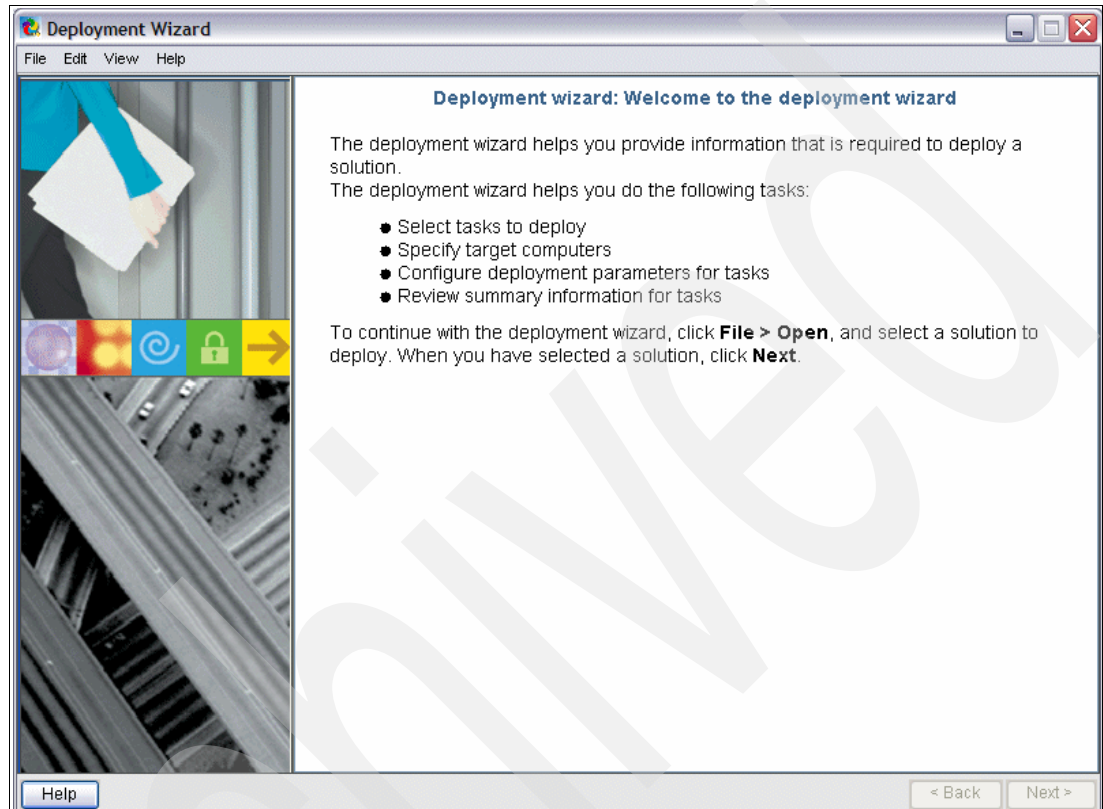 Deployment Wizard
File Edit View Help
Deployment wizard: Welcome to the deployment wizard
The deployment wizard helps you provide information that is required to deploy a
solution.
The deployment wizard helps you do the following tasks:
Select tasks to deploy
Specify target computers
Configure deployment parameters for tasks
Review summary information for tasks
To continue with the deployment wizard, click File > Open, and select a solution to
deploy. When you have selected a solution, click Next.
Help
< Back Next >